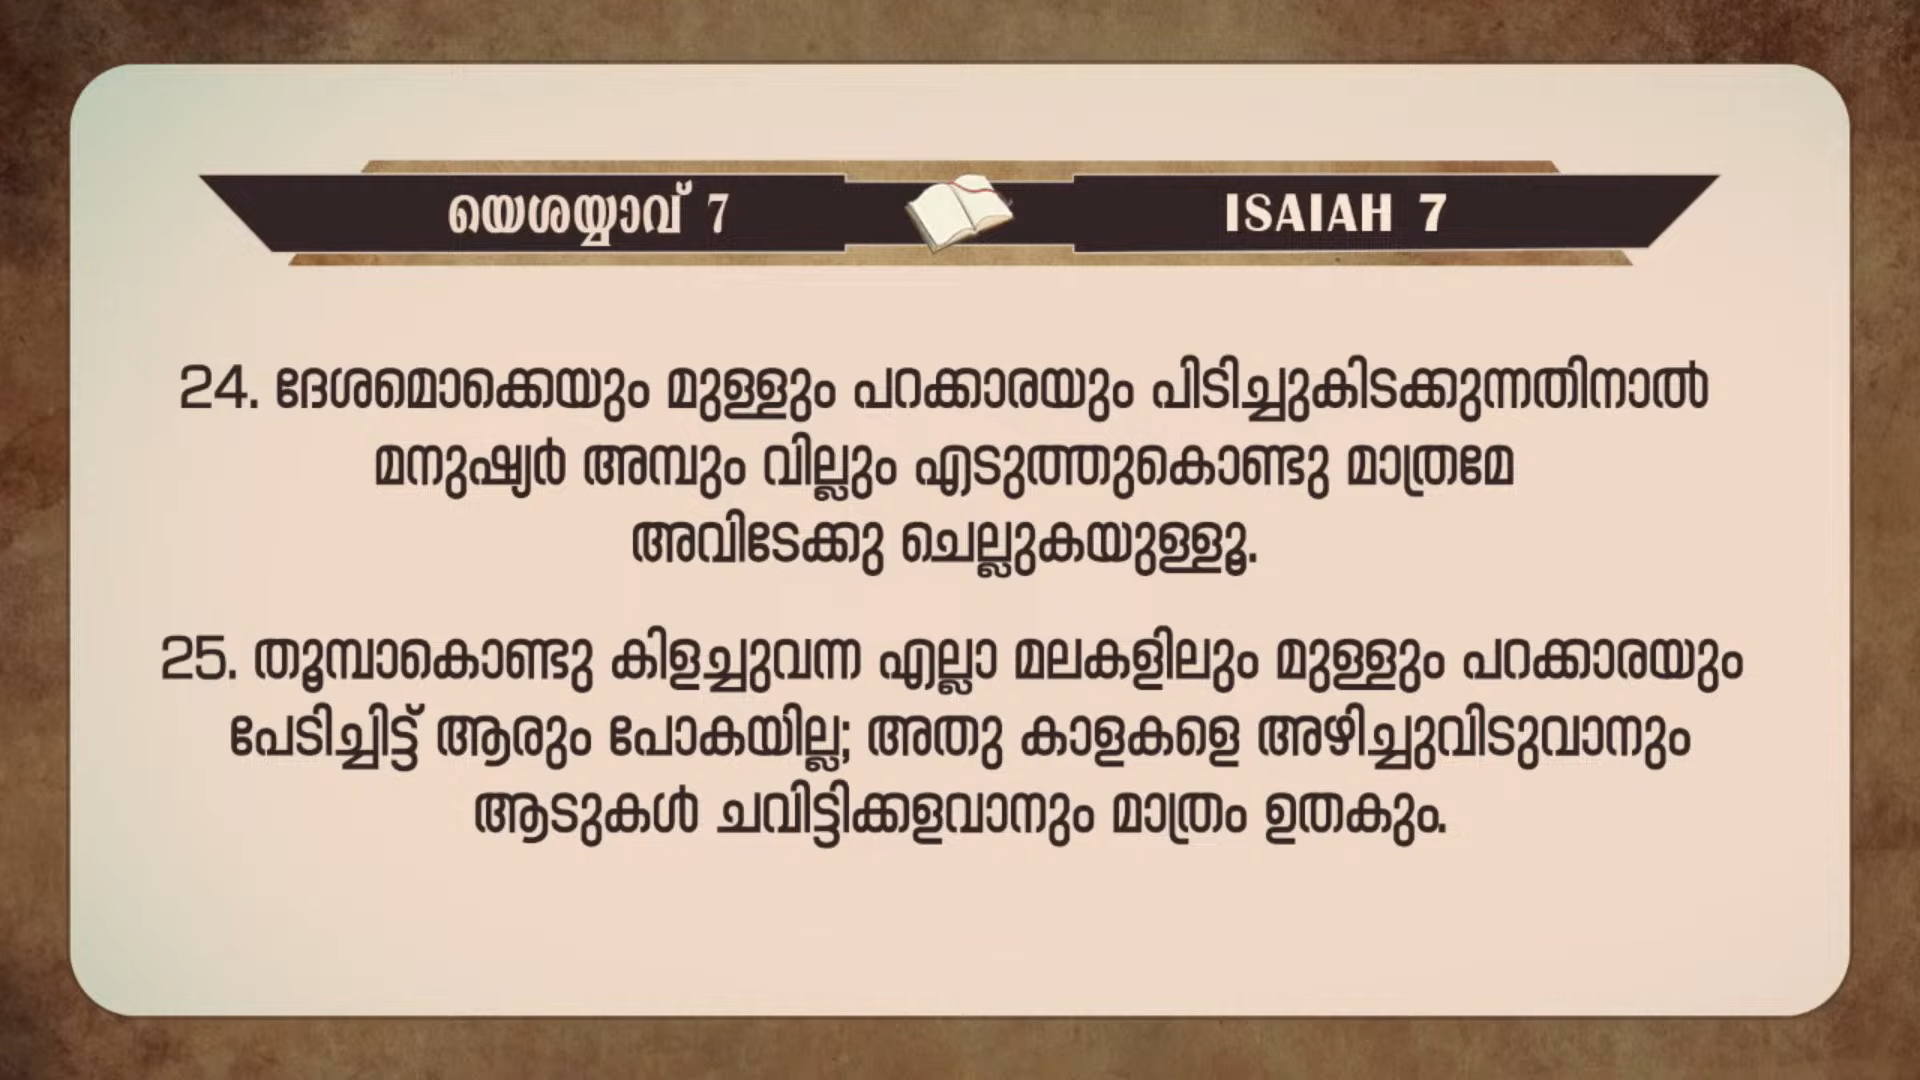 യെശയ്യാവ് 7
ISAIAH 7
24. ദേശമൊക്കെയും മുള്ളും പറക്കാരയും പിടിച്ചുകിടക്കുന്നതിനാൽ
മനുഷ്യർ അമ്പും വില്ലും എടുത്തുകൊണ്ടു മാത്രമേ
അവിടേക്കു ചെല്ലുകയുള്ളൂ.
25. തൂമ്പാകൊണ്ടു കിളച്ചുവന്ന എല്ലാ മലകളിലും മുള്ളും പറക്കാരയും
പേടിച്ചിട്ട് ആരും പോകയില്ല; അതു കാളകളെ അഴിച്ചുവിടുവാനും
ആടുകൾ ചവിട്ടിക്കളവാനും മാത്രം ഉതകും.